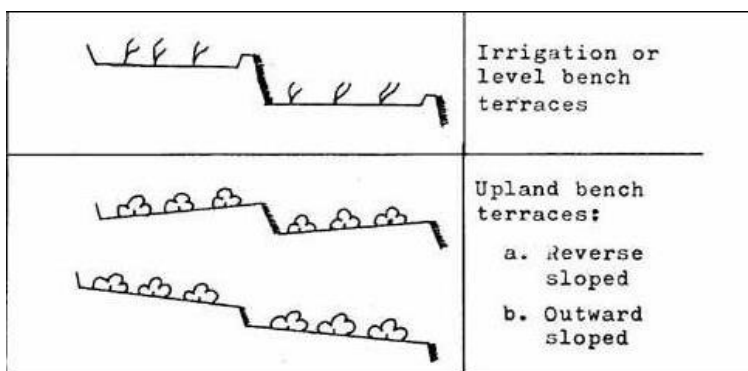 Irrigation or
level bench
terraces
Upland bench
terraces:
a. Reverse
sloped
b. Outward
sloped